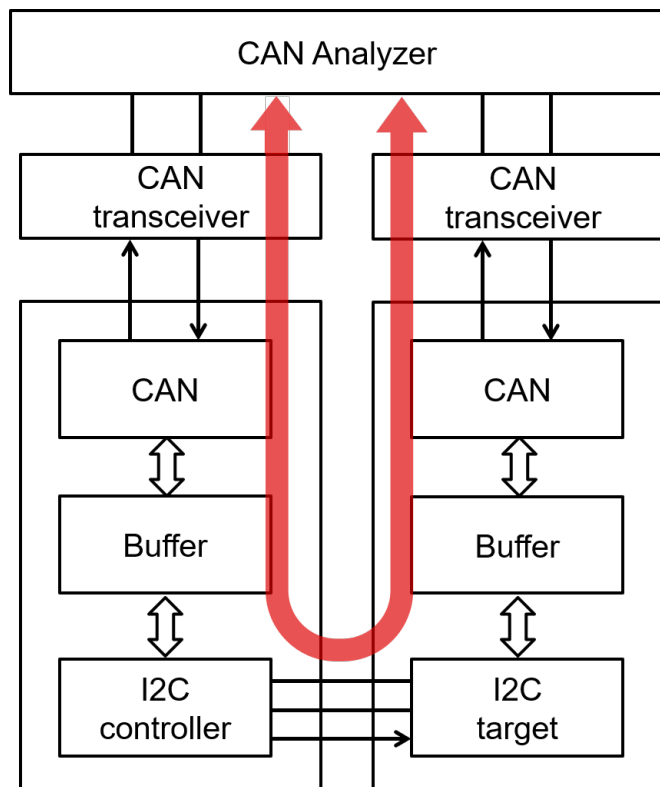 CAN Analyzer
CAN
transceiver
CAN
transceiver
CAN
CAN
Buffer
Buffer
I2C
controller
I2C
target